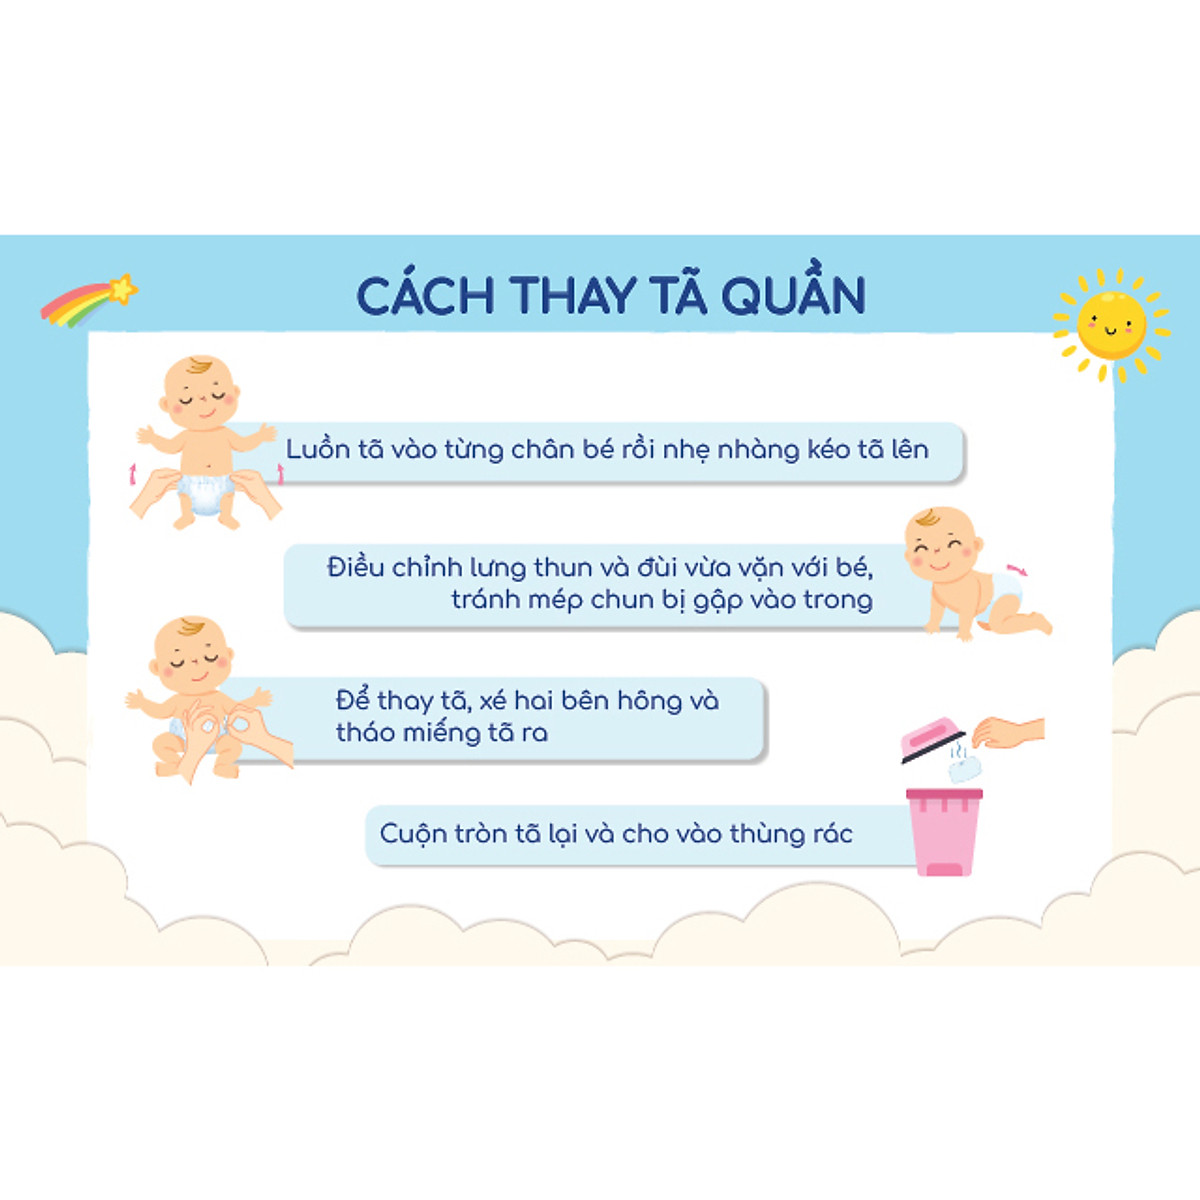 CÁCH THAY TÃ QUẦN
Luồn tã vào từng chân bé rồi nhẹ nhàng kéo tã lên
Điều chỉnh lưng thun và đùi vừa vặn với bé,
tránh mép chun bị gập vào trong
Để thay tã, xé hai bên hông và
tháo miếng tã ra
Cuộn tròn tã lại và cho vào thùng rác